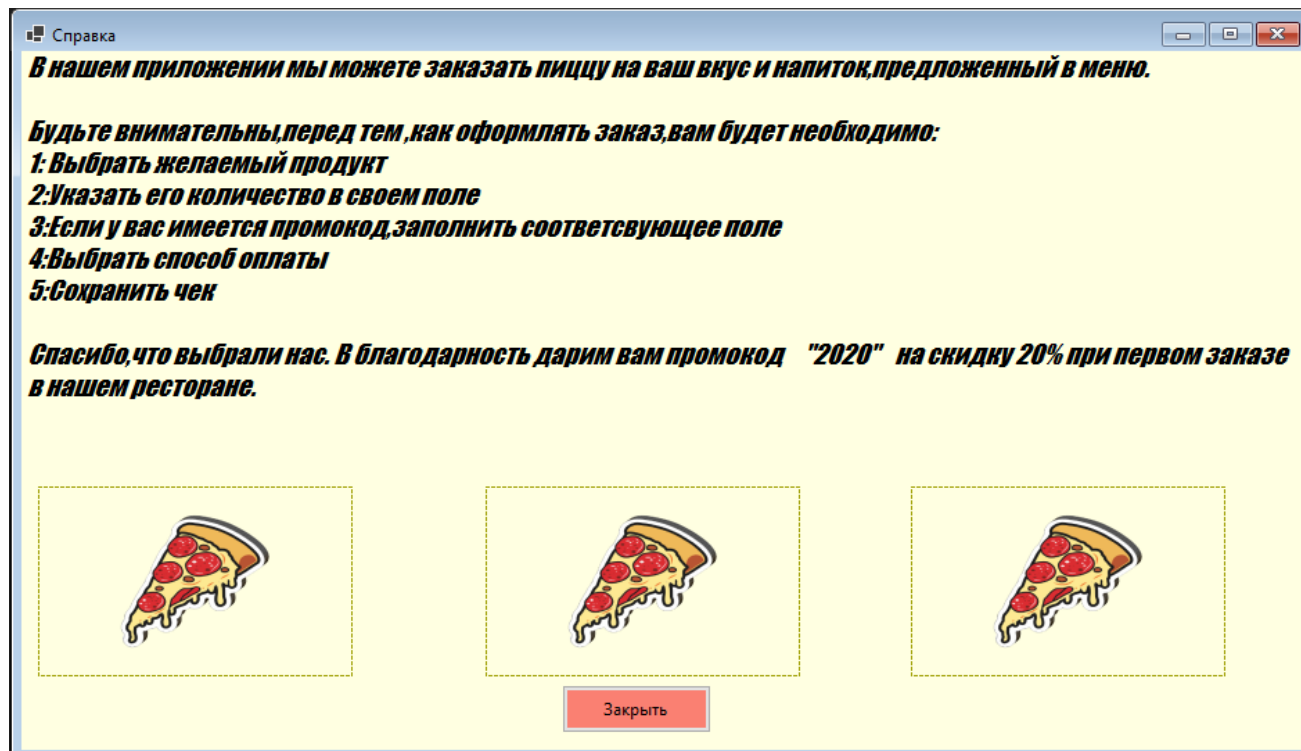 Справка
В нашем приложении мы можете заказать пиццу на ваш вкус и напиток,предложенный в меню.
Будьте внимательны,перед тем ,как оформлять заказ,вам будет необходимо:
1: Выбрать желаемый продукт
2:Указать его количество в своем поле
3:Если у вас имеется промокод,заполнить соответсвующее поле
4:Выбрать способ оплаты
5:Сохранить чек
Спасибо,что выбрали нас. В благодарность дарим вам промокод "2020" на скидку 20% при первом заказе
в нашем ресторане.
Закрыть